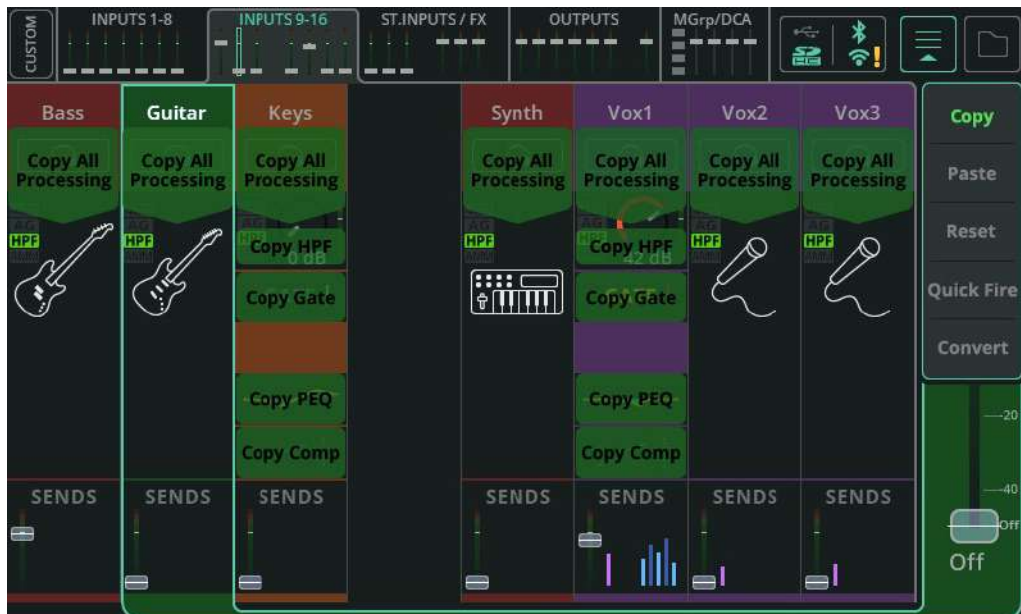 CUSTOM
INPUTS 1-8
INPUTS 9-16
ST.INPUTS / FX
OUTPUTS
MGrp/DCA
Bass
Guitar
Keys
Synth
Vox1
Vox2
Vox3
Copy
Copy All
Processing
Copy All
Processing
Copy All
Processing
Copy All
Processing
Copy All
Processing
Copy All
Processing
Copy All
Processing
Paste
Reset
Quick Fire
Convert
HPF
HPF
Copy HPF
0 dB
HPF
Copy HPF
42 dB
HPF
HPF
Copy Gate
Copy Gate
Copy PEQ
Copy PEQ
Copy Comp
Copy Comp
SENDS
SENDS
SENDS
SENDS
SENDS
SENDS
SENDS
-20
-40
Off
Off